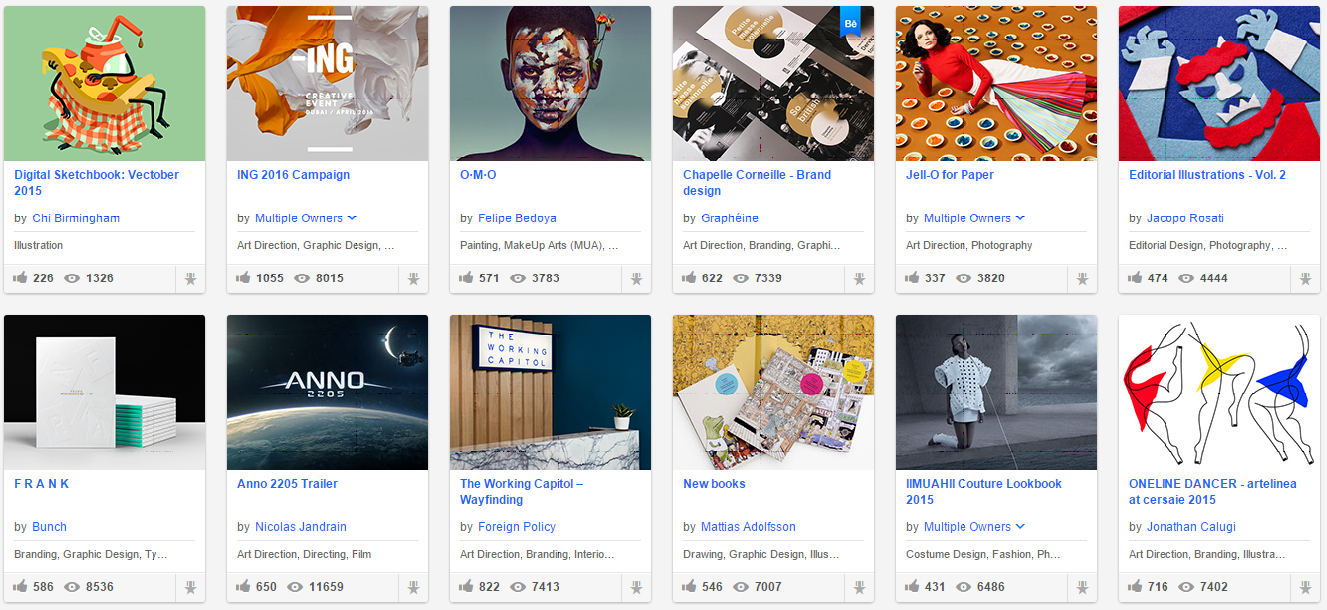 -ING
CREATIVE
EVENT
DUBAI / APRIL 2016
Petite
messe
solennelle
Bē
So
british
Digital Sketchbook: Vectober
2015
by Chi Birmingham
Illustration
226 1326
ING 2016 Campaign
by Multiple Owners
Art Direction, Graphic Design, ...
1055 8015
O·M·O
by Felipe Bedoya
Painting, MakeUp Arts (MUA), ...
571 3783
Chapelle Corneille - Brand
design
by Graphéine
Art Direction, Branding, Graphi...
622 7339
Jell-O for Paper
by Multiple Owners
Art Direction, Photography
337 3820
Editorial Illustrations - Vol. 2
by Jacopo Rosati
Editorial Design, Photography, ...
474 4444
ANNO
2205
THE
WORKING
CAPITOL
F R A N K
by Bunch
Branding, Graphic Design, Ty...
586 8536
Anno 2205 Trailer
by Nicolas Jandrain
Art Direction, Directing, Film
650 11659
The Working Capitol –
Wayfinding
by Foreign Policy
Art Direction, Branding, Interio...
822 7413
New books
by Mattias Adolfsson
Drawing, Graphic Design, Illus...
546 7007
IIMUAHII Couture Lookbook
2015
by Multiple Owners
Costume Design, Fashion, Ph...
431 6486
ONELINE DANCER - artelinea
at cersaie 2015
by Jonathan Calugi
Art Direction, Branding, Illustra...
716 7402